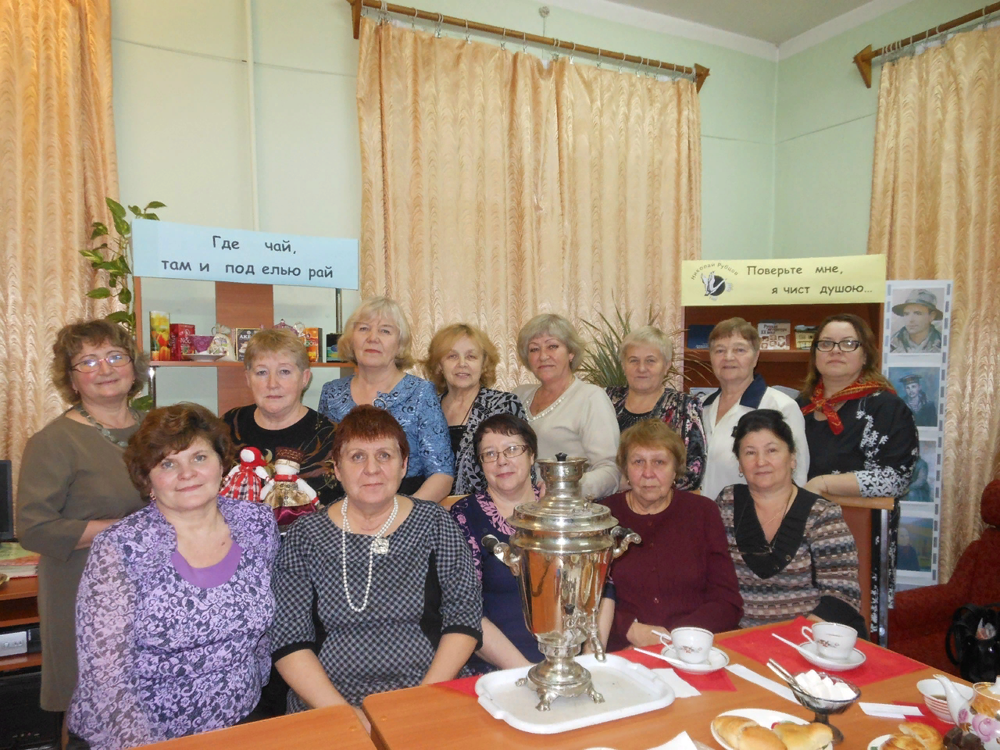 Где чай,
там и под елью рай
Николай Рубцов
Поверьте мне,
я чист душою...